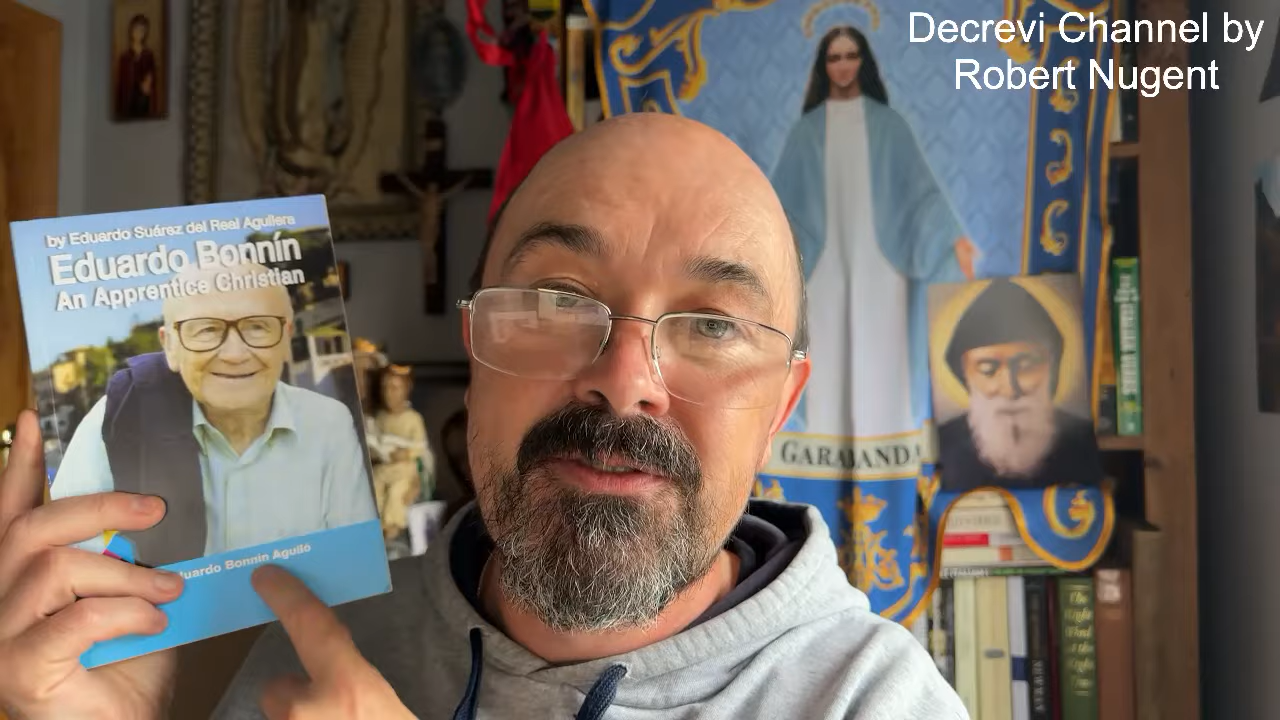 Decrevi Channel by
Robert Nugent
by Eduardo Suárez del Real Aguilera
Eduardo Bonnín
An Apprentice Christian
Eduardo Bonnín Aguiló
GARABANDA